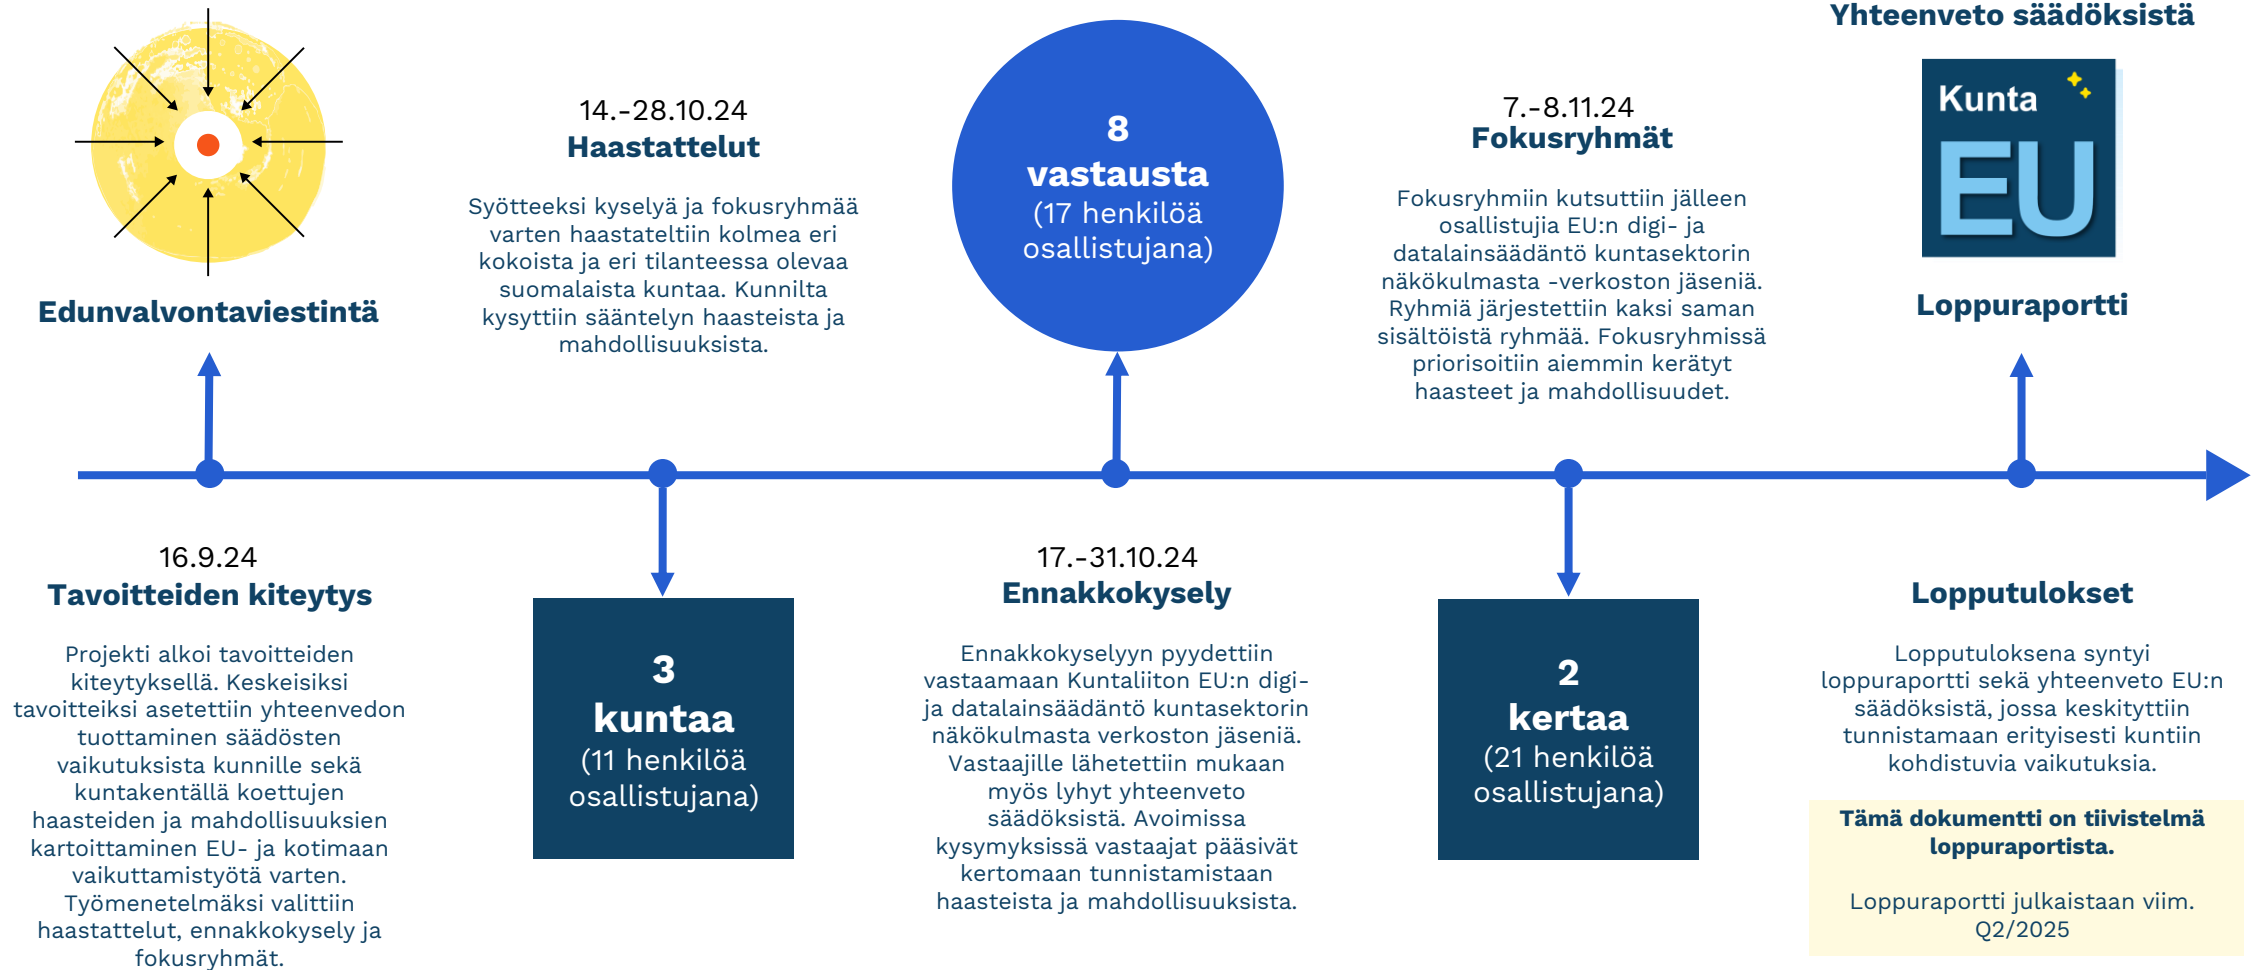 Edunvalvontaviestintä
16.9.24
Tavoitteiden kiteytys
Projekti alkoi tavoitteiden
kiteytyksellä. Keskeisiksi
tavoitteiksi asetettiin yhteenvedon
tuottaminen säädösten
vaikutuksista kunnille sekä
kuntakentällä koettujen
haasteiden ja mahdollisuuksien
kartoittaminen EU- ja kotimaan
vaikuttamistyötä varten.
Työmenetelmäksi valittiin
haastattelut, ennakkokysely ja
fokusryhmät.
14.-28.10.24
Haastattelut
Syötteeksi kyselyä ja fokusryhmää
varten haastateltiin kolmea eri
kokoista ja eri tilanteessa olevaa
suomalaista kuntaa. Kunnilta
kysyttiin sääntelyn haasteista ja
mahdollisuuksista.
3
kuntaa
(11 henkilöä
osallistujana)
8
vastausta
(17 henkilöä
osallistujana)
17.-31.10.24
Ennakkokysely
Ennakkokyselyyn pyydettiin
vastaamaan Kuntaliiton EU:n digi-
ja datalainsäädäntö kuntasektorin
näkökulmasta verkoston jäseniä.
Vastaajille lähetettiin mukaan
myös lyhyt yhteenveto
säädöksistä. Avoimissa
kysymyksissä vastaajat pääsivät
kertomaan tunnistamistaan
haasteista ja mahdollisuuksista.
7.-8.11.24
Fokusryhmät
Fokusryhmiin kutsuttiin jälleen
osallistujia EU:n digi- ja
datalainsäädäntö kuntasektorin
näkökulmasta -verkoston jäseniä.
Ryhmiä järjestettiin kaksi saman
sisältöistä ryhmää. Fokusryhmissä
priorisoitiin aiemmin kerätyt
haasteet ja mahdollisuudet.
2
kertaa
(21 henkilöä
osallistujana)
Yhteenveto säädöksistä
Kunta
EU
Loppuraportti
Lopputulokset
Lopputuloksena syntyi
loppuraportti sekä yhteenveto EU:n
säädöksistä, jossa keskityttiin
tunnistamaan erityisesti kuntiin
kohdistuvia vaikutuksia.
Tämä dokumentti on tiivistelmä
loppuraportista.
Loppuraportti julkaistaan viim.
Q2/2025